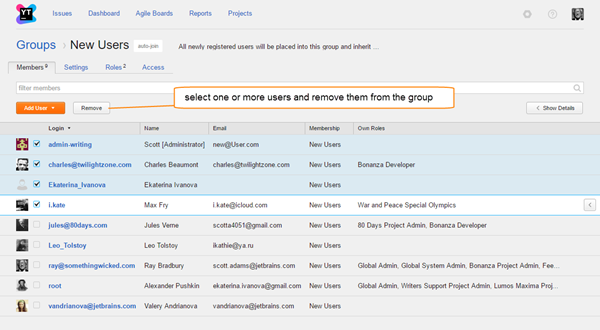 YT
Issues Dashboard Agile Boards Reports Projects
Groups › New Users auto-join All newly registered users will be placed into this group and inherit ...
Members 9 Settings Roles 2 Access
filter members
select one or more users and remove them from the group
Add User Remove Show Details
Login Name Email Membership Own Roles
admin-writing Scott [Administrator] new@User.com New Users
charles@twilightzone.com Charles Beaumont charles@twilightzone.com New Users Bonanza Developer
Ekaterina_Ivanova Ekaterina Ivanova New Users
i.kate Max Fry i.kate@icloud.com New Users War and Peace Special Olympics
jules@80days.com Jules Verne scotta4051@gmail.com New Users 80 Days Project Admin, Bonanza Developer
Leo_Tolstoy Leo Tolstoy ikathie@ya.ru New Users
ray@somethingwicked.com Ray Bradbury scott.adams@jetbrains.com New Users Global Admin, Global System Admin, Bonanza Project Admin, Fee...
root Alexander Pushkin ekaterina.ivanova@gmail.com New Users Global Admin, Writers Support Project Admin, Lumos Maxima Proj...
vandrianova@jetbrains.com Valery Andrianova vandrianova@jetbrains.com New Users